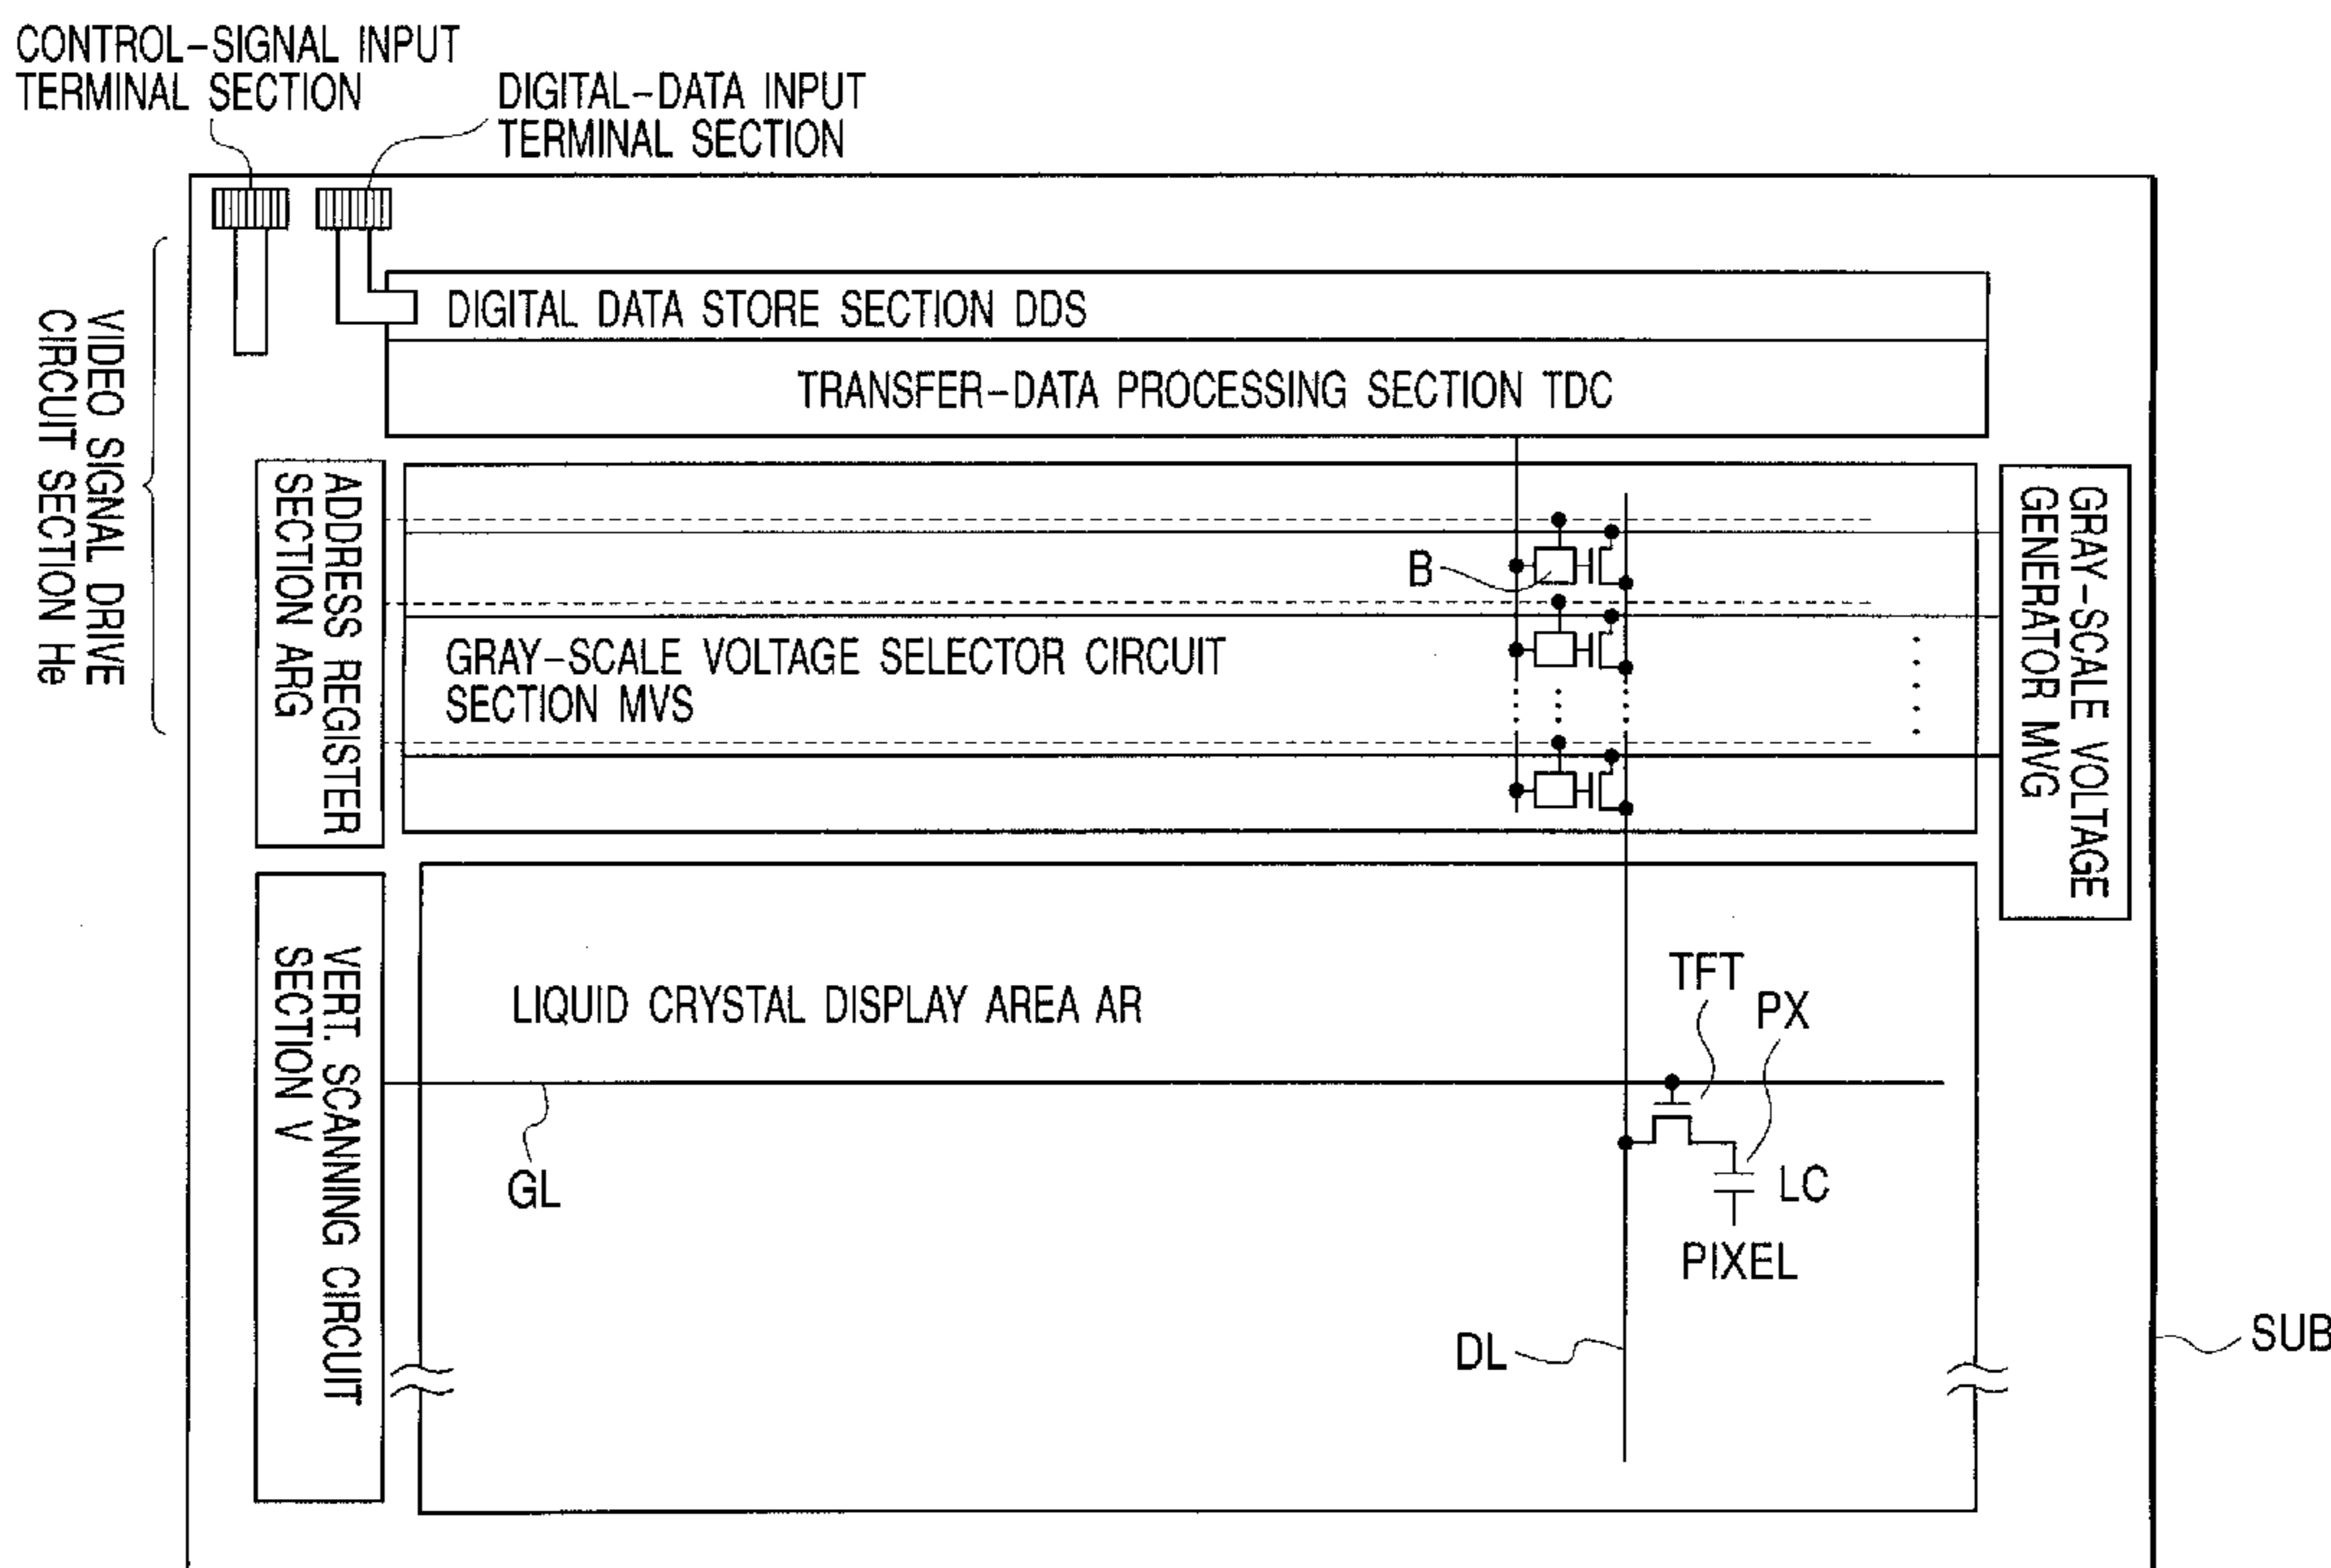 CONTROL-SIGNAL INPUT
TERMINAL SECTION
DIGITAL-DATA INPUT
TERMINAL SECTION
VIDEO SIGNAL DRIVE
CIRCUIT SECTION He
DIGITAL DATA STORE SECTION DDS
TRANSFER-DATA PROCESSING SECTION TDC
ADDRESS REGISTER
SECTION ARG
B
GRAY-SCALE VOLTAGE SELECTOR CIRCUIT
SECTION MVS
GRAY-SCALE VOLTAGE
GENERATOR MVG
VERT. SCANNING CIRCUIT
SECTION V
LIQUID CRYSTAL DISPLAY AREA AR
TFT
PX
GL
LC
PIXEL
DL
SUB